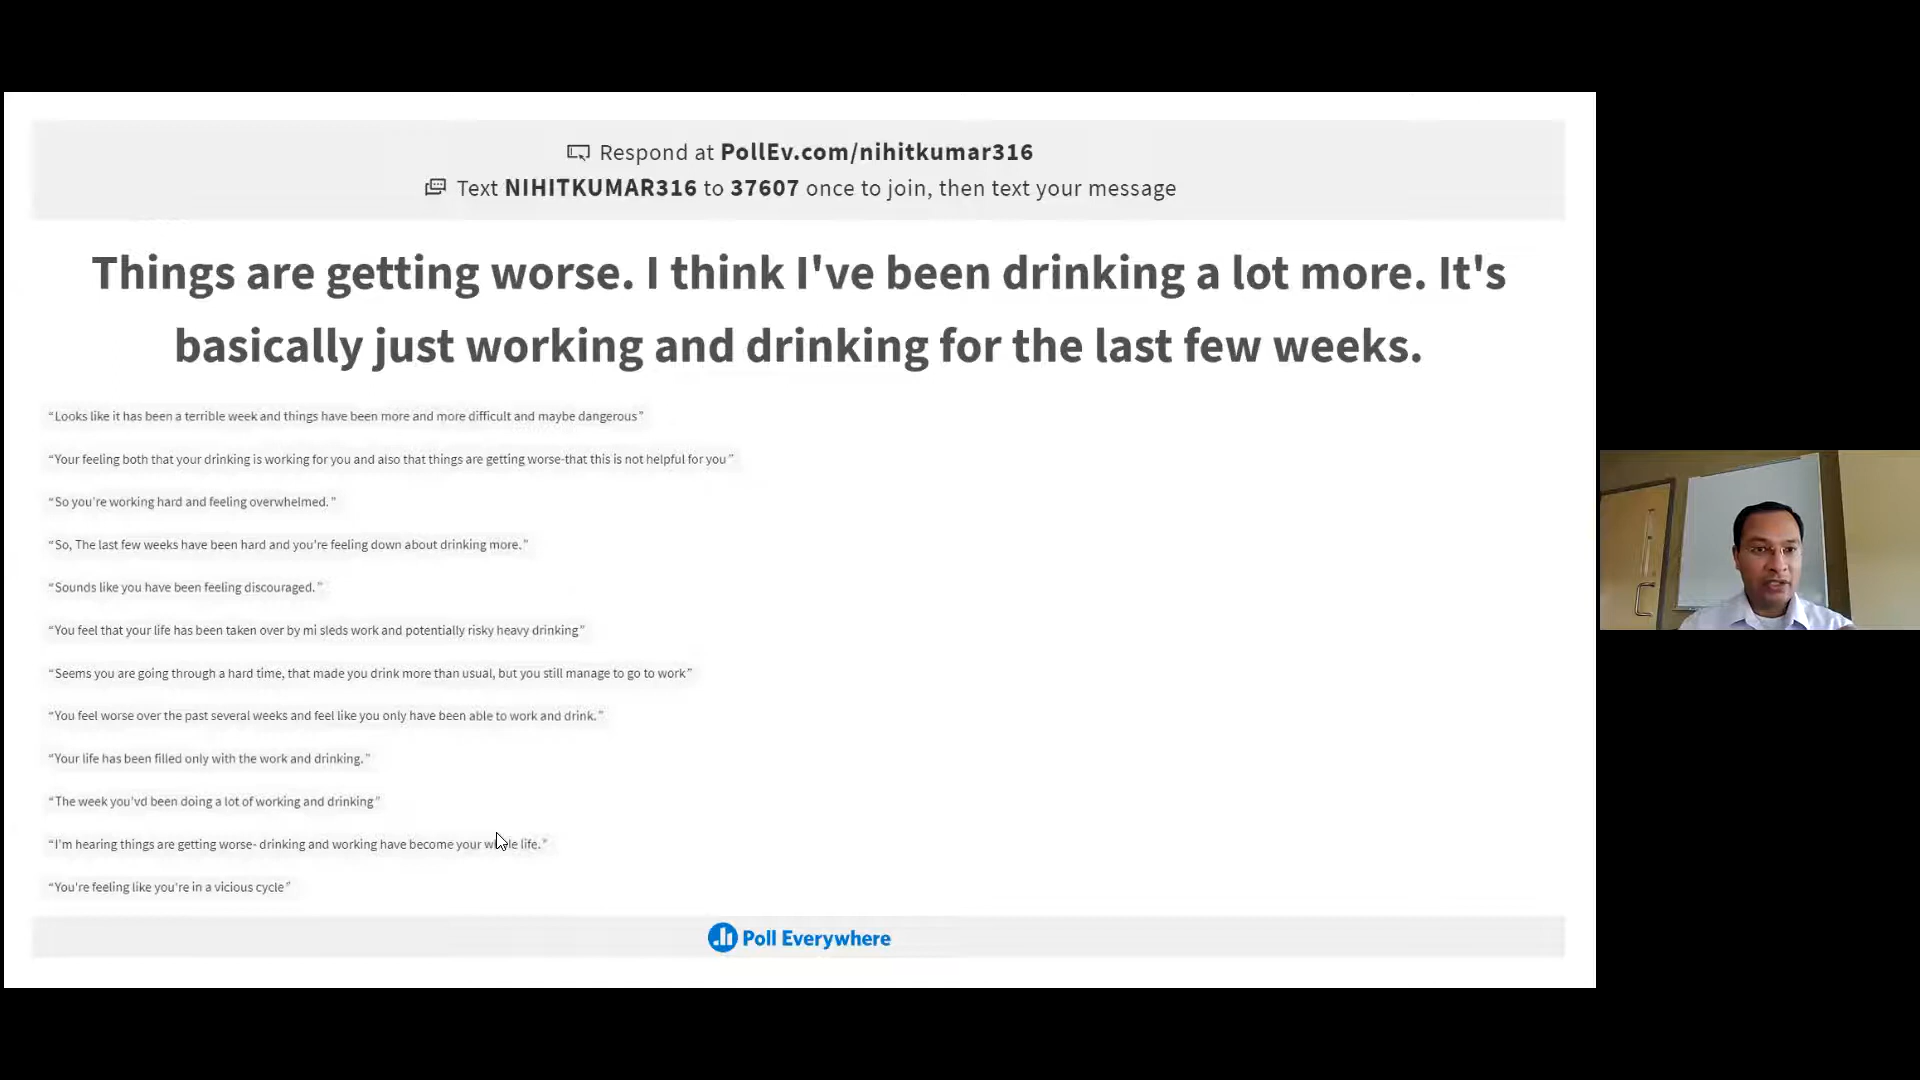 Respond at PollEv.com/nihitkumar316
Text NIHITKUMAR316 to 37607 once to join, then text your message
Things are getting worse. I think I've been drinking a lot more. It's
basically just working and drinking for the last few weeks.
“Looks like it has been a terrible week and things have been more and more difficult and maybe dangerous”
“Your feeling both that your drinking is working for you and also that things are getting worse-that this is not helpful for you”
“So you're working hard and feeling overwhelmed.”
“So, The last few weeks have been hard and you're feeling down about drinking more.”
“Sounds like you have been feeling discouraged.”
“You feel that your life has been taken over by mi sleds work and potentially risky heavy drinking”
“Seems you are going through a hard time, that made you drink more than usual, but you still manage to go to work”
“You feel worse over the past several weeks and feel like you only have been able to work and drink.”
“Your life has been filled only with the work and drinking.”
“The week you'vd been doing a lot of working and drinking”
“I'm hearing things are getting worse- drinking and working have become your whole life.”
“You're feeling like you're in a vicious cycle”
Poll Everywhere